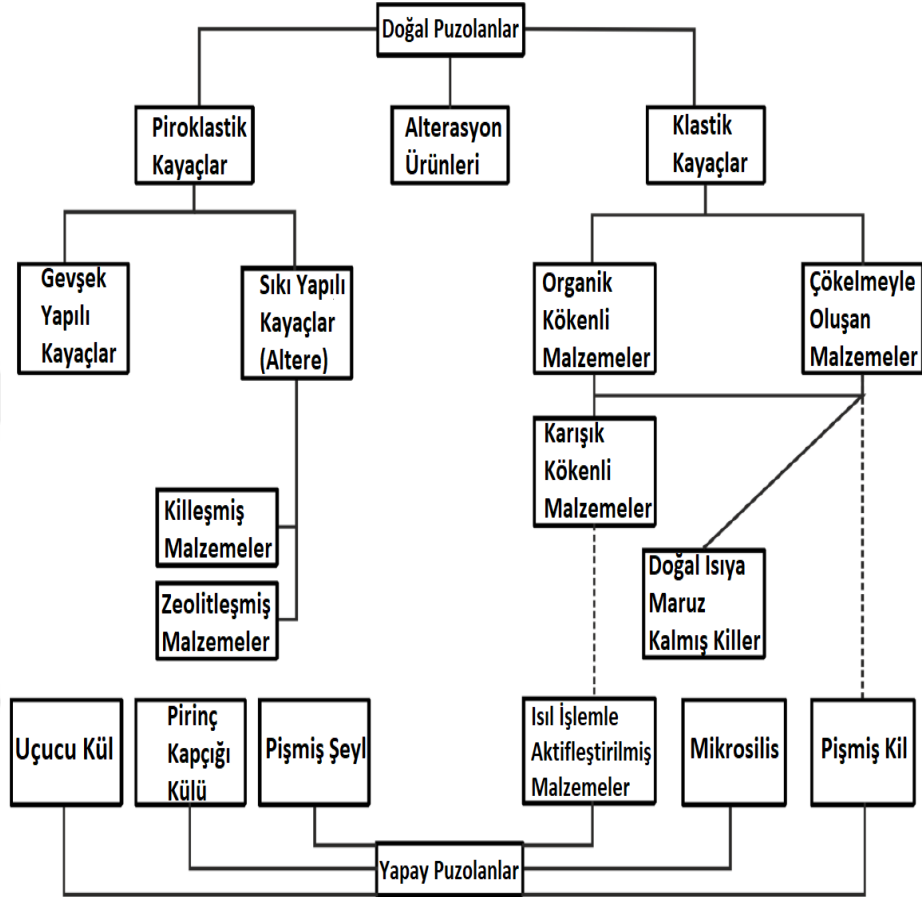 Doğal Puzolanlar
Piroklastik
Kayaçlar
Alterasyon
Ürünleri
Klastik
Kayaçlar
Gevşek
Yapılı
Kayaçlar
Sıkı Yapılı
Kayaçlar
(Altere)
Organik
Kökenli
Malzemeler
Çökelmeyle
Oluşan
Malzemeler
Karışık
Kökenli
Malzemeler
Killeşmiş
Malzemeler
Doğal Isıya
Maruz
Kalmış Killer
Zeolitleşmiş
Malzemeler
Uçucu Kül
Pirinç
Kapçığı
Külü
Pişmiş Şeyl
Isıl İşlemle
Aktifleştirilmiş
Malzemeler
Mikrosilis
Pişmiş Kil
Yapay Puzolanlar